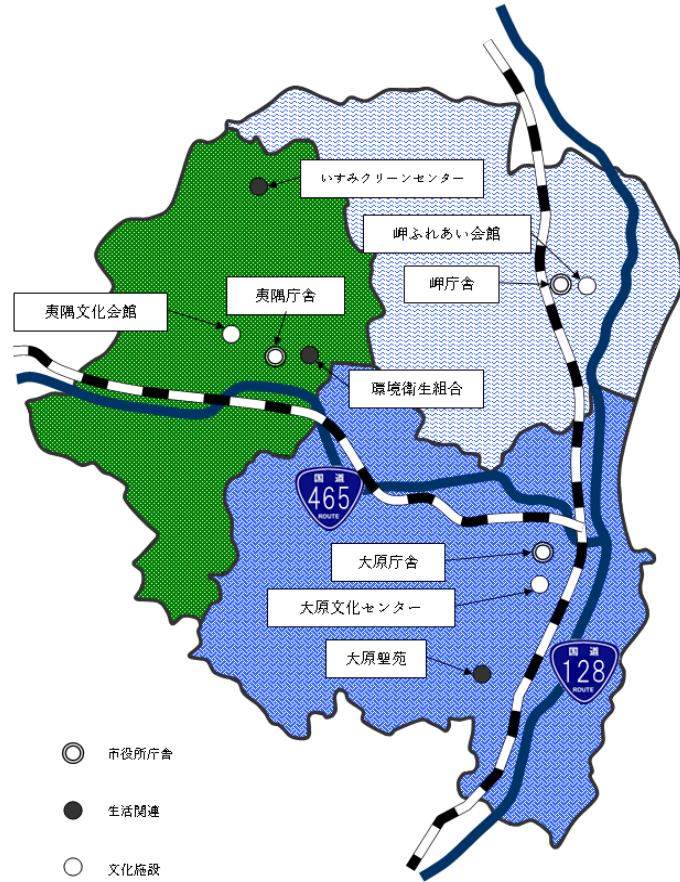 いすみクリーンセンター
岬ふれあい会館
夷隅庁舎
岬庁舎
夷隅文化会館
環境衛生組合
国道
465
ROUTE
大原庁舎
大原文化センター
大原聖苑
国道
128
ROUTE
市役所庁舎
生活関連
文化施設